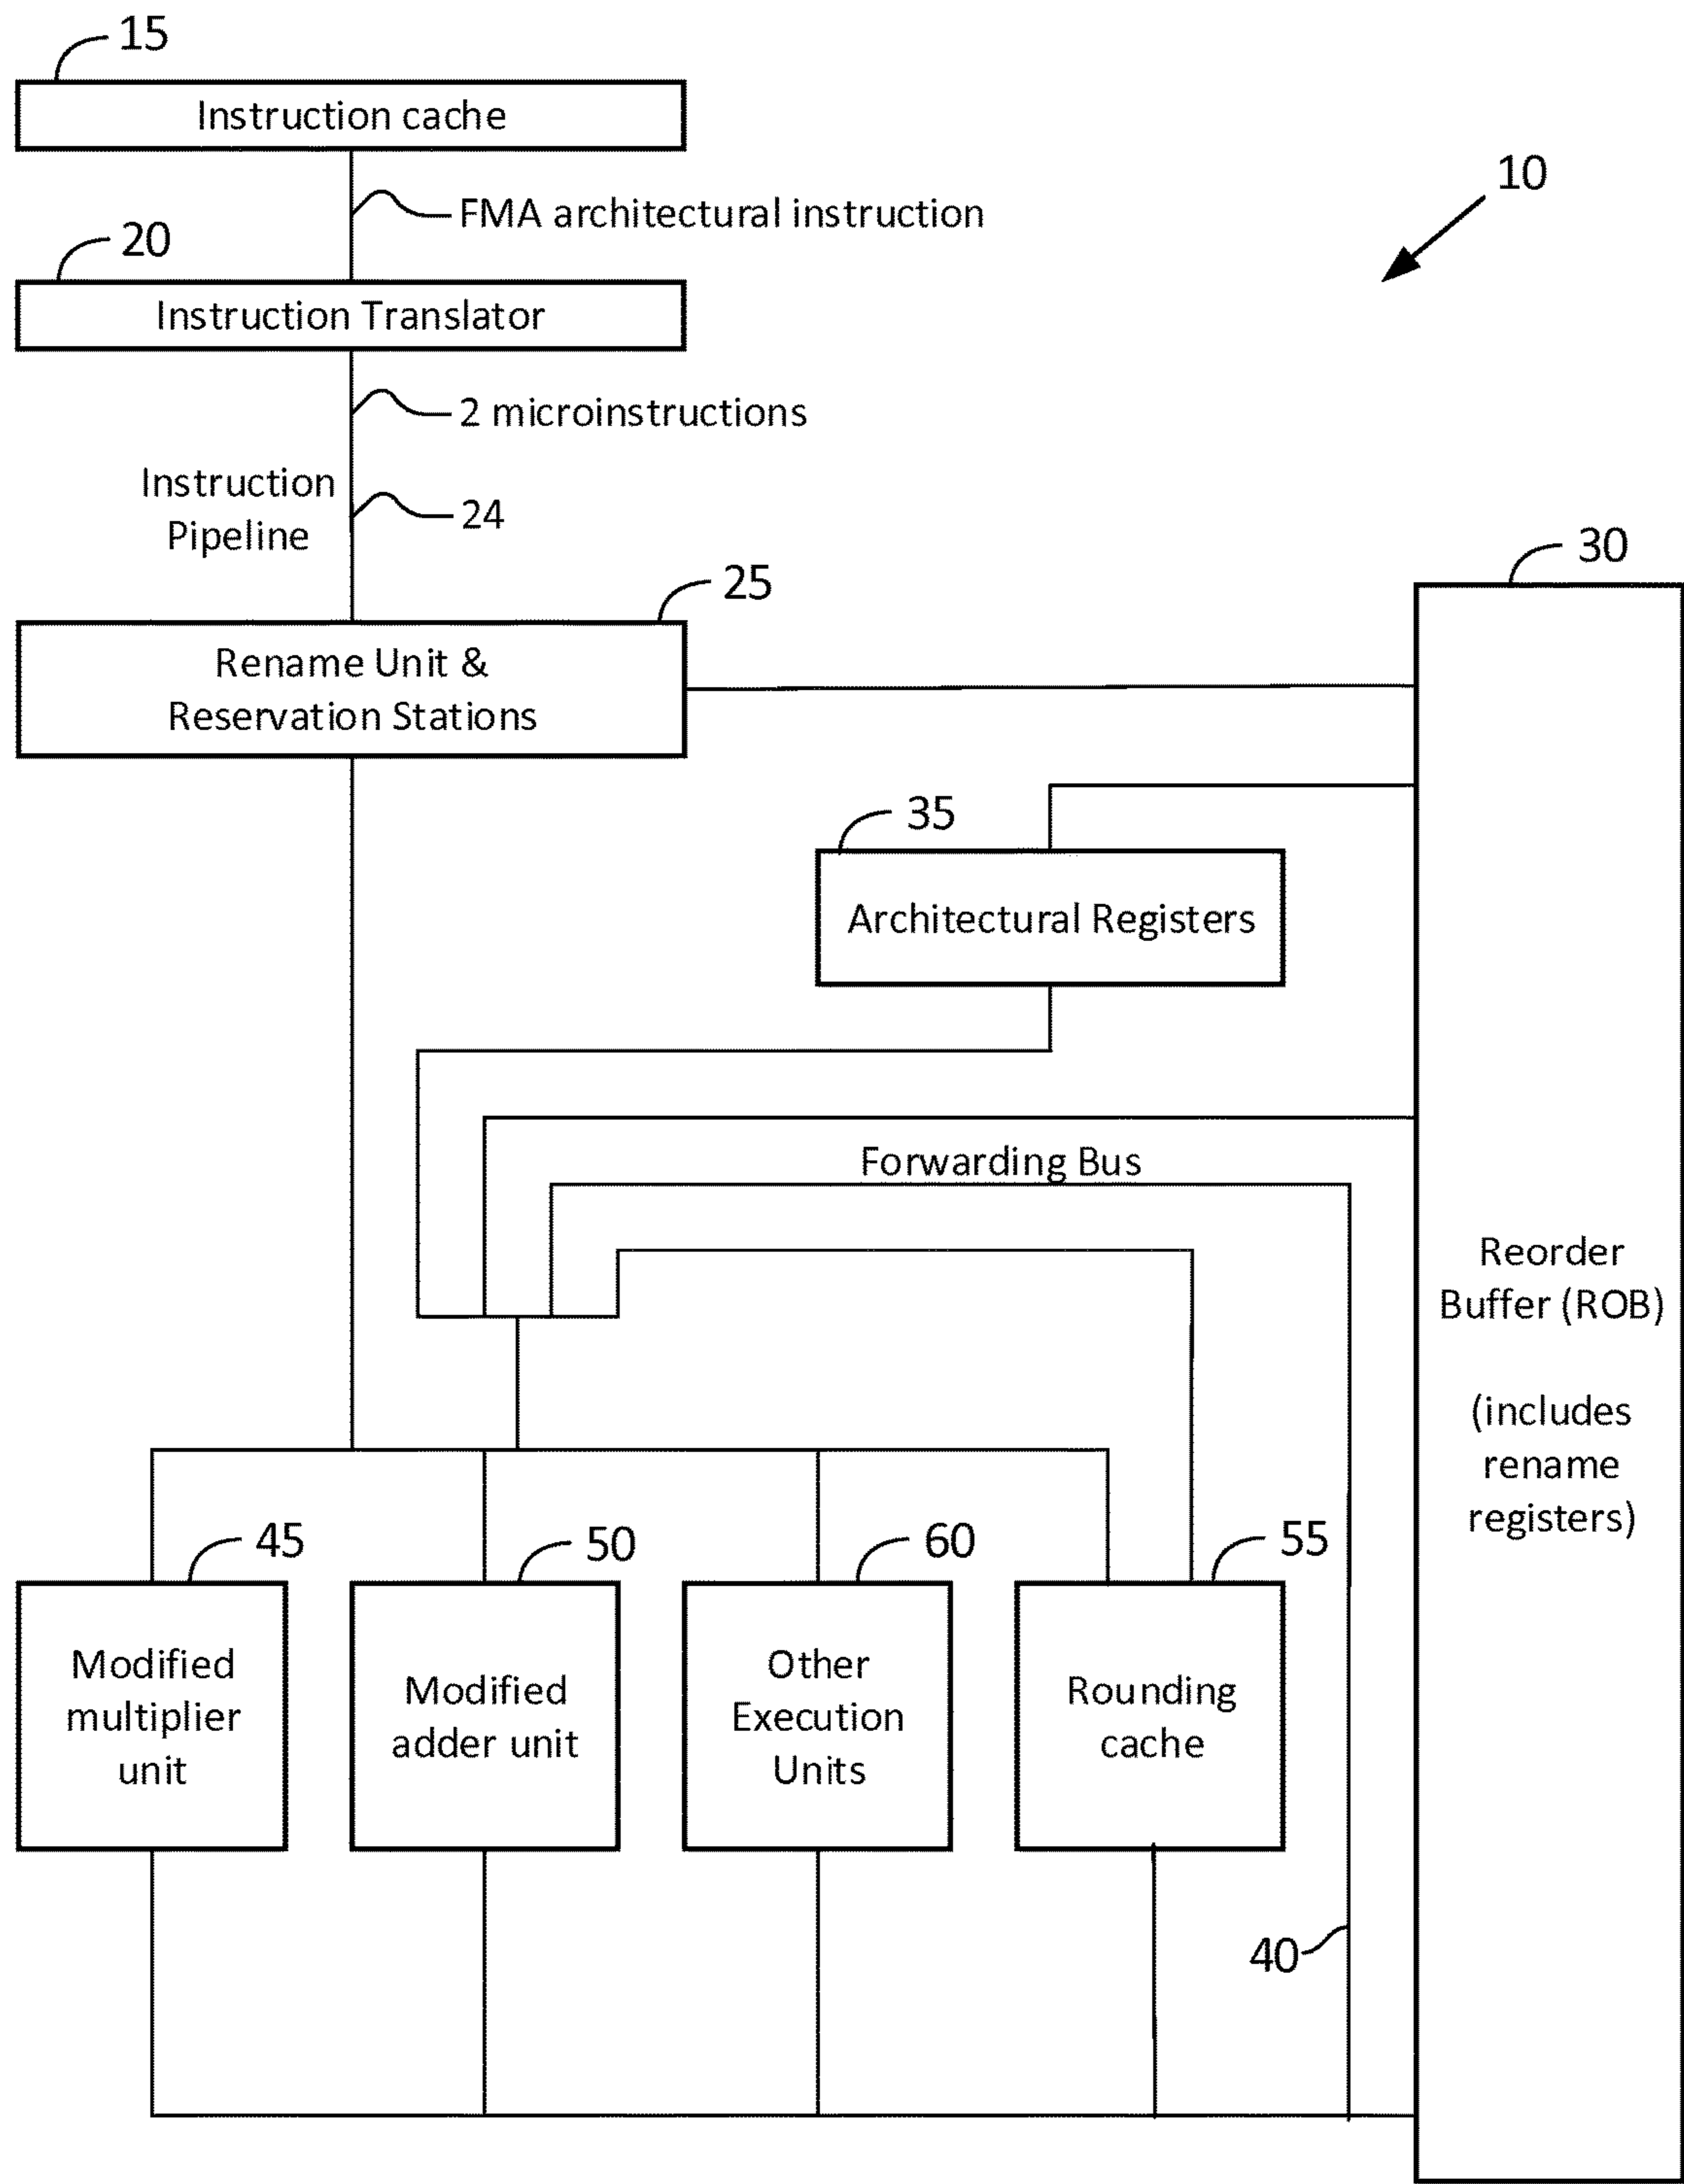 15
Instruction cache
FMA architectural instruction
10
20
Instruction Translator
2 microinstructions
Instruction
Pipeline
24
25
30
Rename Unit &
Reservation Stations
35
Architectural Registers
Forwarding Bus
Reorder
Buffer (ROB)
(includes
rename
registers)
45
50
60
55
Modified
multiplier
unit
Modified
adder unit
Other
Execution
Units
Rounding
cache
40